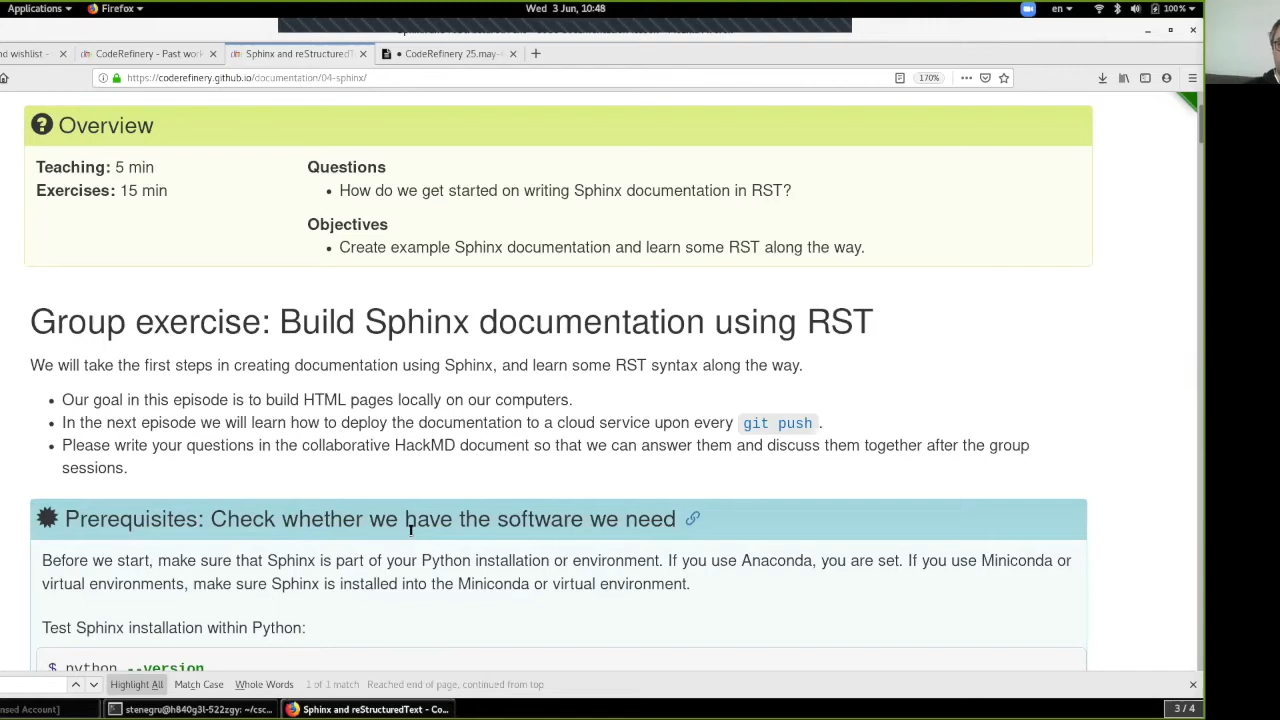 Applications
Firefox
Wed 3 Jun, 10:48
en
100%
nd wishlist -
CodeRefinery - Past work
Sphinx and reStructuredT
• CodeRefinery 25.may-
https://coderefinery.github.io/documentation/04-sphinx/
170%
Overview
Teaching: 5 min
Exercises: 15 min
Questions
• How do we get started on writing Sphinx documentation in RST?
Objectives
• Create example Sphinx documentation and learn some RST along the way.
Group exercise: Build Sphinx documentation using RST
We will take the first steps in creating documentation using Sphinx, and learn some RST syntax along the way.
• Our goal in this episode is to build HTML pages locally on our computers.
• In the next episode we will learn how to deploy the documentation to a cloud service upon every git push.
• Please write your questions in the collaborative HackMD document so that we can answer them and discuss them together after the group
sessions.
Prerequisites: Check whether we have the software we need
Before we start, make sure that Sphinx is part of your Python installation or environment. If you use Anaconda, you are set. If you use Miniconda or
virtual environments, make sure Sphinx is installed into the Miniconda or virtual environment.
Test Sphinx installation within Python:
$ python --version
Highlight All
Match Case
Whole Words
1 of 1 match
Reached end of page, continued from top
nsed Account]
stenegru@h840g3l-522zgy: ~/csc...
Sphinx and reStructuredText - Co...
3 / 4